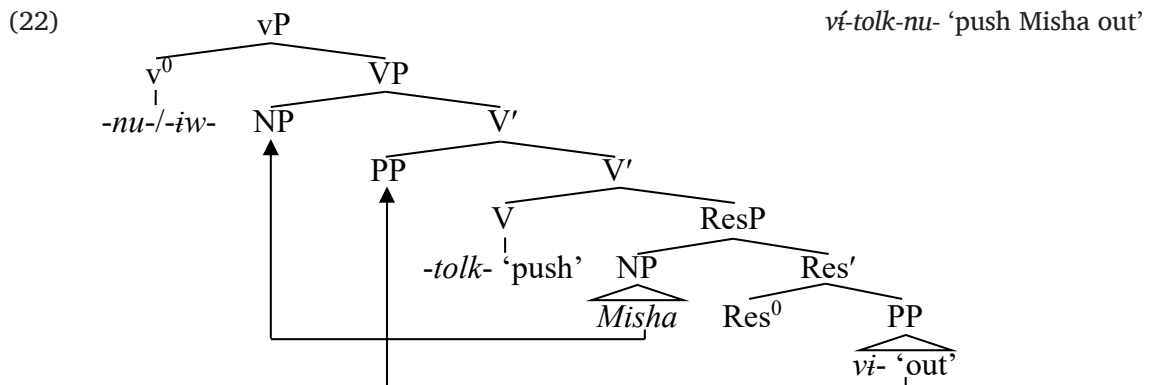 (22) vP vɨ́-tolk-nu- ‘push Misha out’
v⁰ VP
-nu-/-ɨw- NP V′
PP V′
V ResP
-tolk- ‘push’ NP Res′
Misha Res⁰ PP
vɨ- ‘out’